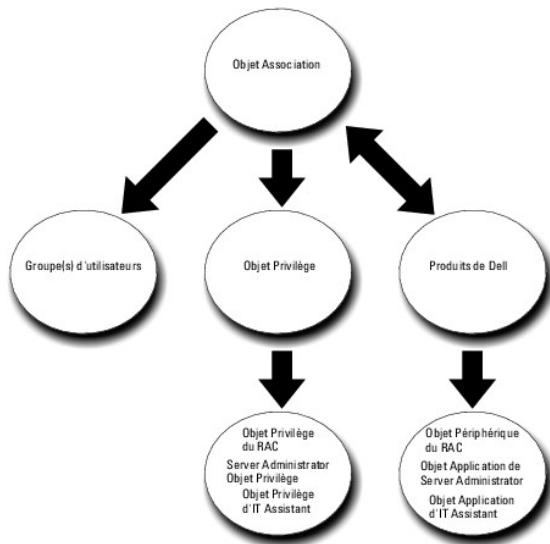 Objet Association
Groupe(s) d'utilisateurs
Objet Privilège
Produits de Dell
Objet Privilège
du RAC
Server Administrator
Objet Privilège
Objet Privilège
d'IT Assistant
Objet Périphérique
du RAC
Objet Application de
Server Administrator
Objet Application
d'IT Assistant